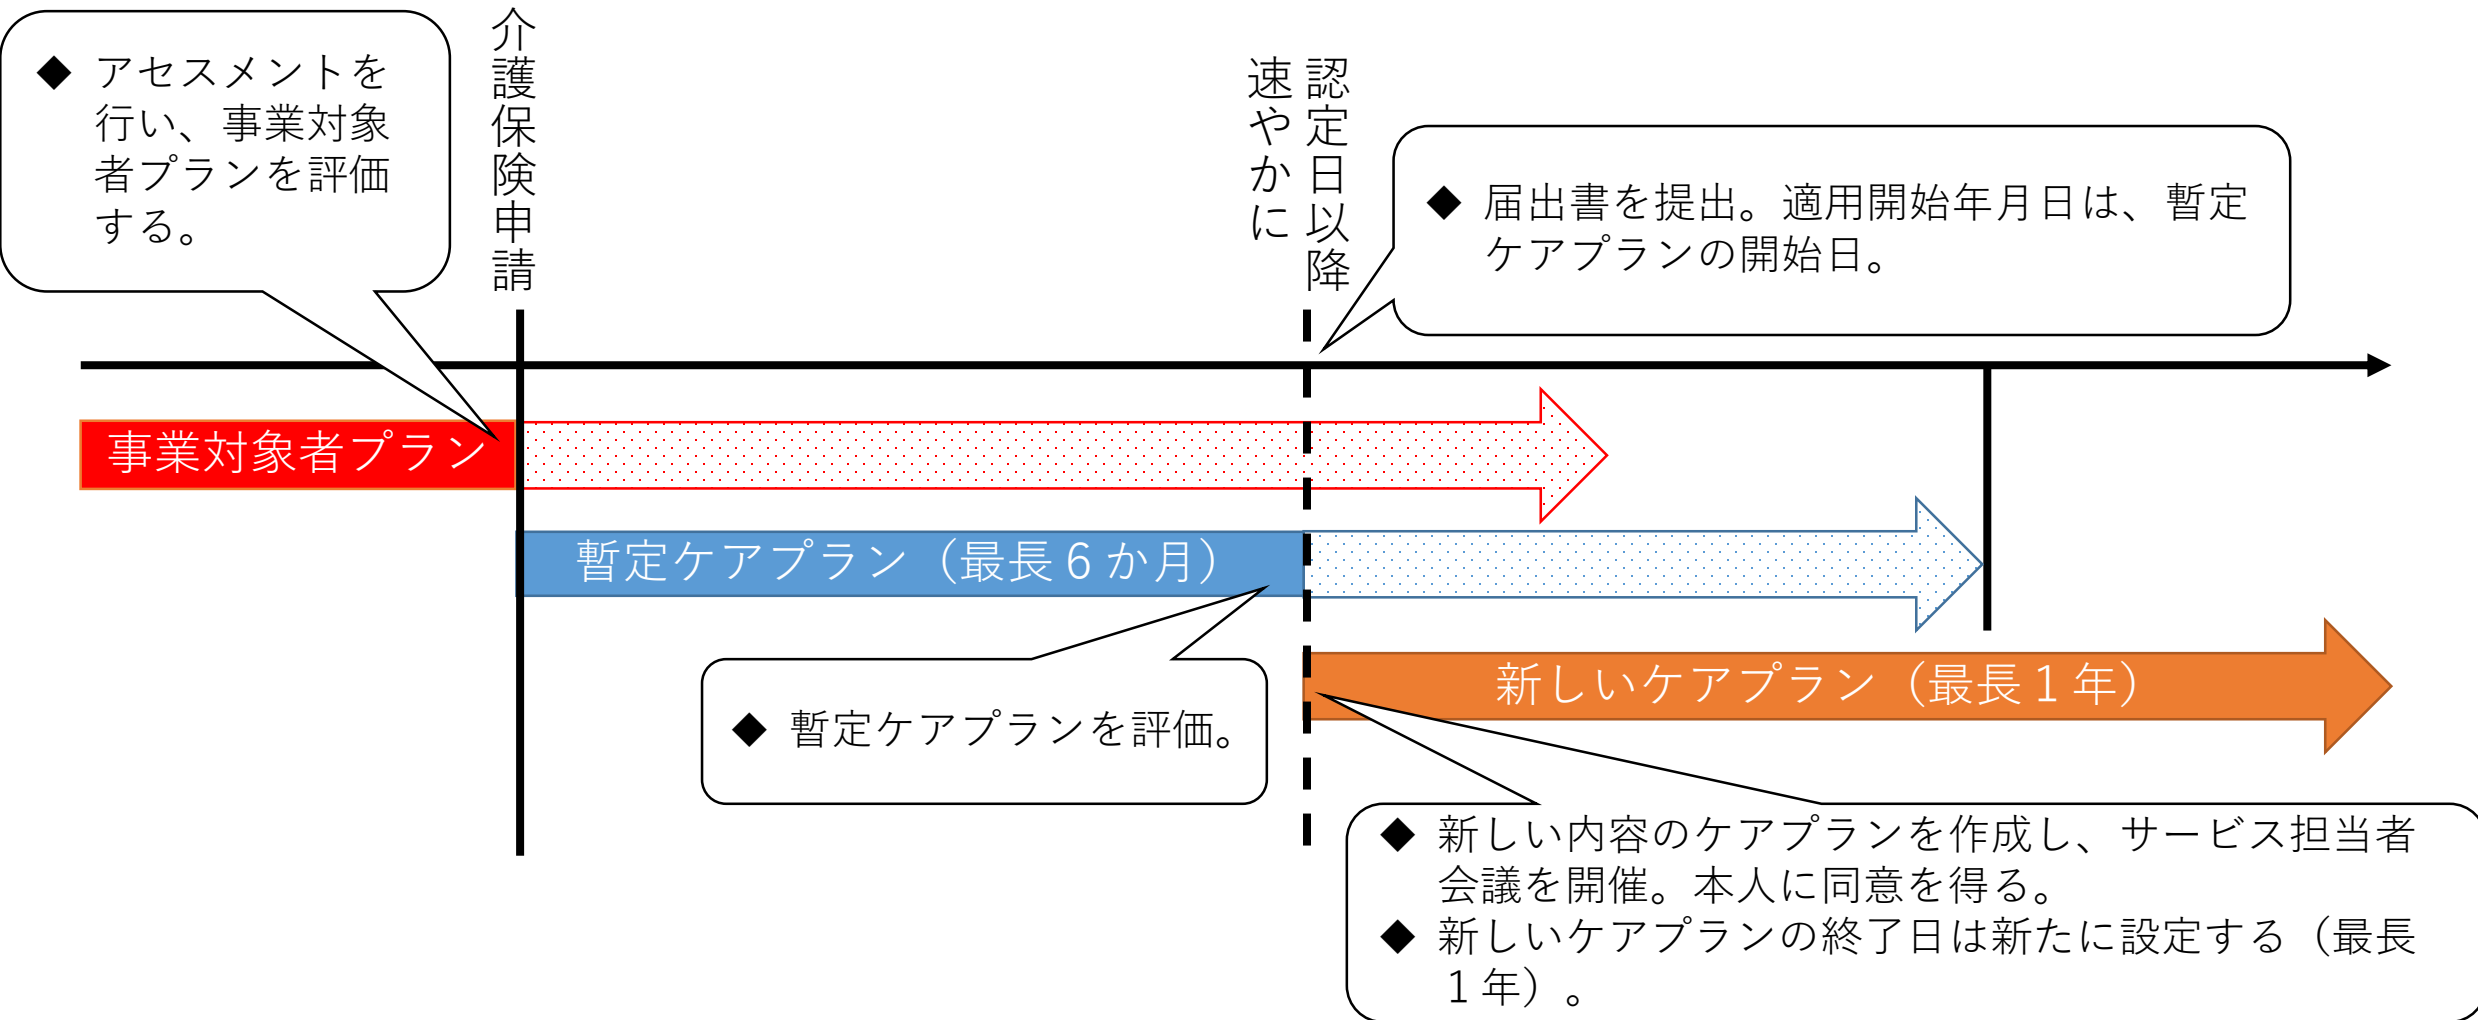 ◆ アセスメントを
行い、事業対象
者プランを評価
する。
介護保険申請
認定日以降
速やかに
◆ 届出書を提出。適用開始年月日は、暫定
ケアプランの開始日。
事業対象者プラン
暫定ケアプラン（最長６か月）
新しいケアプラン（最長１年）
◆ 暫定ケアプランを評価。
◆ 新しい内容のケアプランを作成し、サービス担当者
会議を開催。本人に同意を得る。
◆ 新しいケアプランの終了日は新たに設定する（最長
１年）。